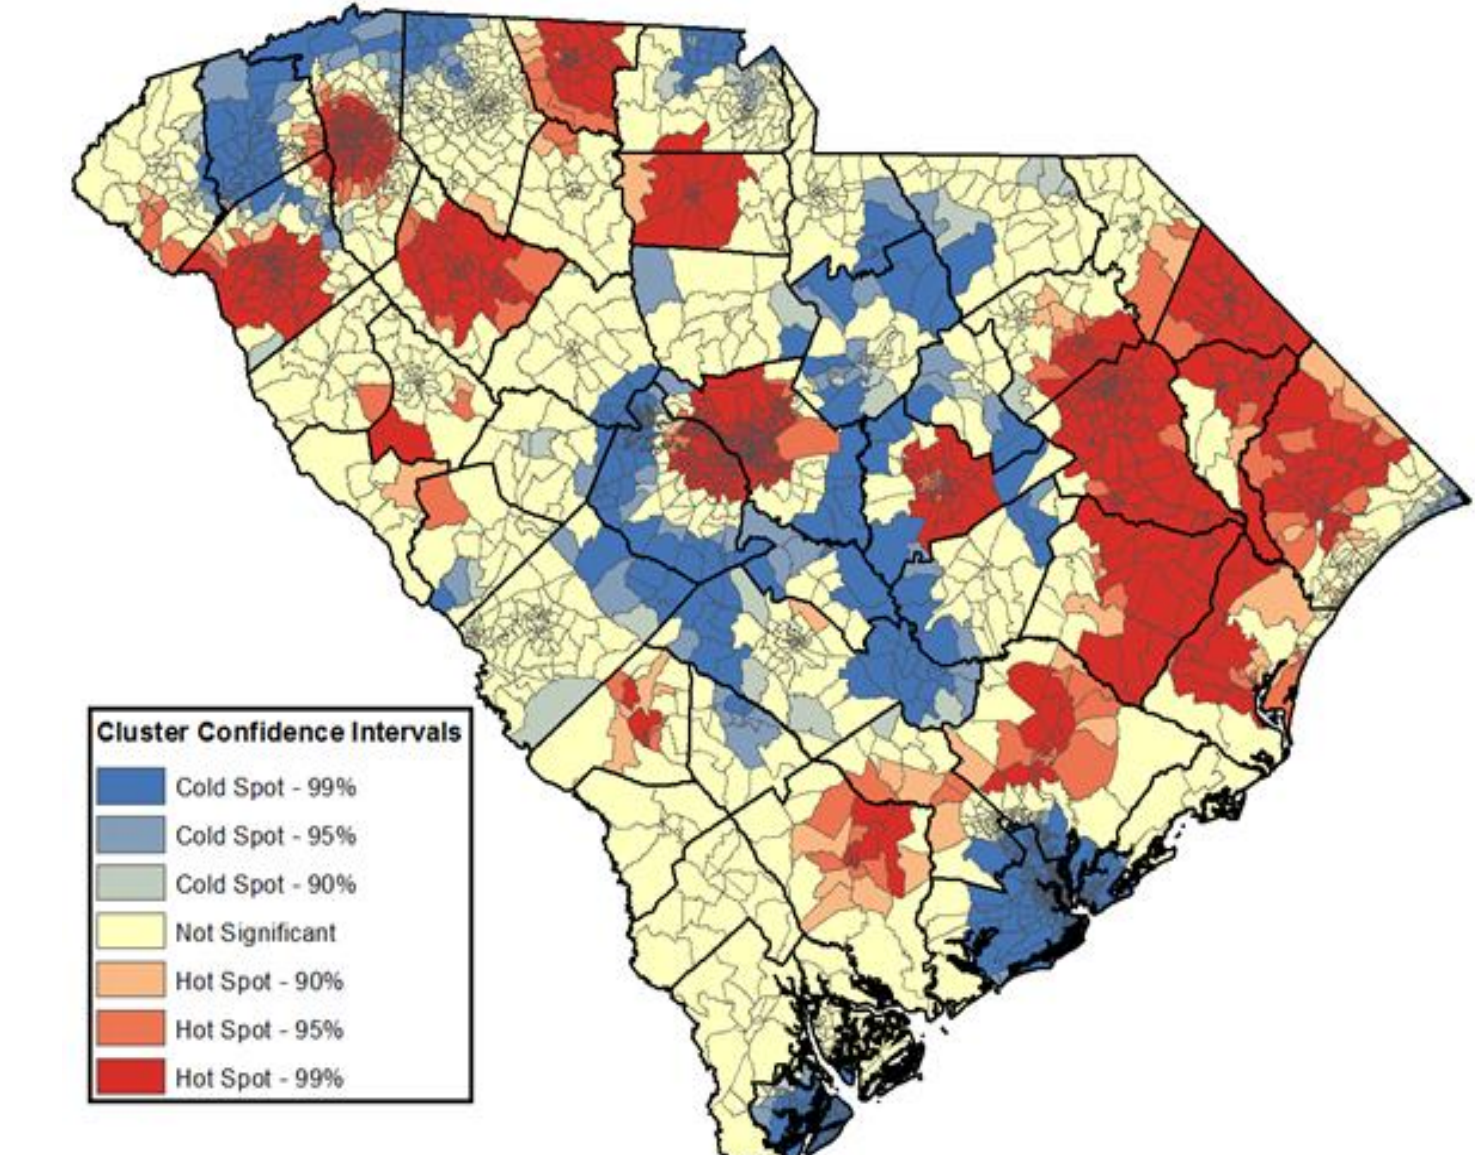 Cluster Confidence Intervals
Cold Spot - 99%
Cold Spot - 95%
Cold Spot - 90%
Not Significant
Hot Spot - 90%
Hot Spot - 95%
Hot Spot - 99%